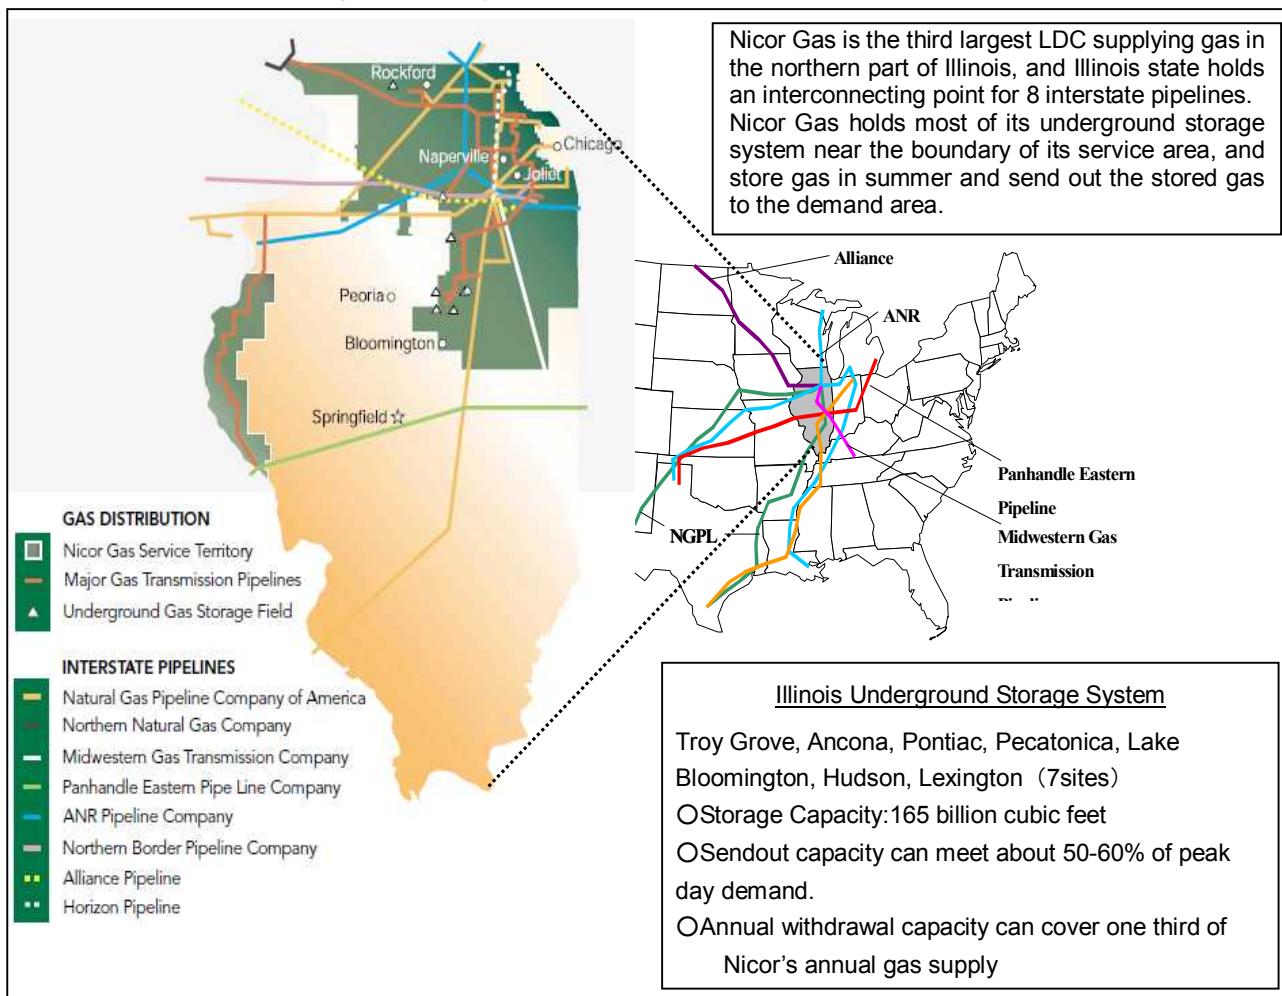 Nicor Gas is the third largest LDC supplying gas in
the northern part of Illinois, and Illinois state holds
an interconnecting point for 8 interstate pipelines.
Nicor Gas holds most of its underground storage
system near the boundary of its service area, and
store gas in summer and send out the stored gas
to the demand area.
Rockford
Chicago
Naperville
Joliet
Peoria
Bloomington
Springfield
Alliance
ANR
Panhandle Eastern
Pipeline
NGPL
Midwestern Gas
Transmission
GAS DISTRIBUTION
Nicor Gas Service Territory
Major Gas Transmission Pipelines
Underground Gas Storage Field
INTERSTATE PIPELINES
Natural Gas Pipeline Company of America
Northern Natural Gas Company
Midwestern Gas Transmission Company
Panhandle Eastern Pipe Line Company
ANR Pipeline Company
Northern Border Pipeline Company
Alliance Pipeline
Horizon Pipeline
Illinois Underground Storage System
Troy Grove, Ancona, Pontiac, Pecatonica, Lake
Bloomington, Hudson, Lexington（7sites）
〇Storage Capacity:165 billion cubic feet
〇Sendout capacity can meet about 50-60% of peak
day demand.
〇Annual withdrawal capacity can cover one third of
Nicor's annual gas supply